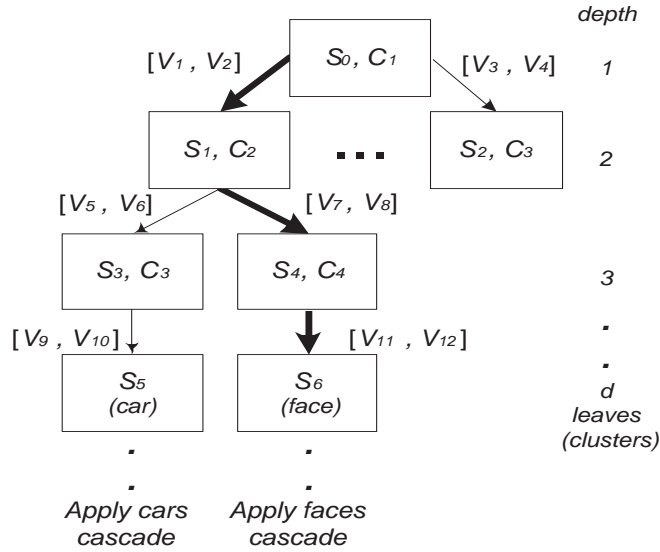 depth
[V1 , V2]
S0, C1
[V3 , V4]
1
S1, C2
...
S2, C3
2
[V5 , V6]
[V7 , V8]
S3, C3
S4, C4
3
[V9 , V10]
[V11 , V12]
.
.
S5
(car)
S6
(face)
d
leaves
(clusters)
. .
. .
Apply cars
cascade
Apply faces
cascade